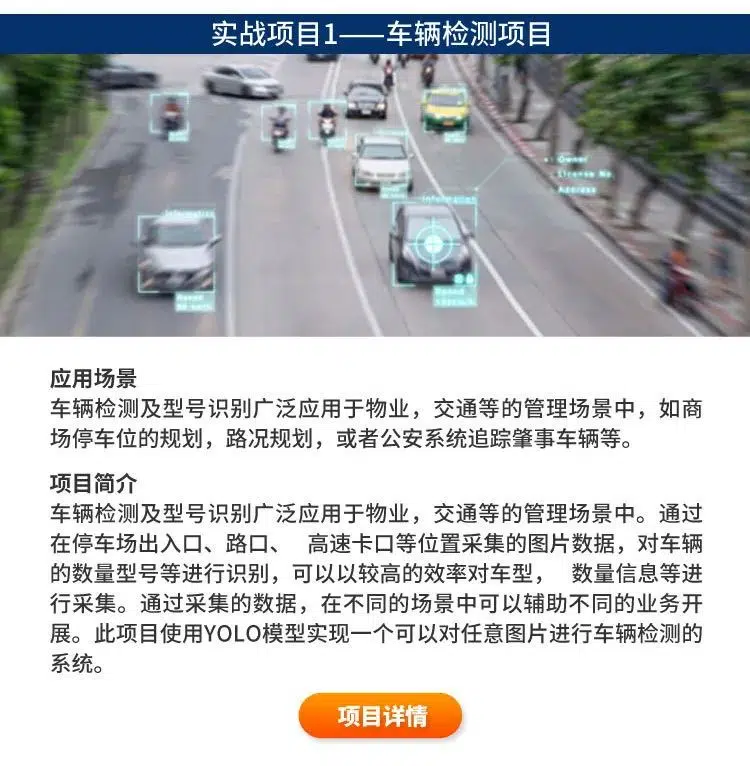 实战项目1——车辆检测项目
Owner
License No.
Address
Information
Information
应用场景
车辆检测及型号识别广泛应用于物业，交通等的管理场景中，如商
场停车位的规划，路况规划，或者公安系统追踪肇事车辆等。
项目简介
车辆检测及型号识别广泛应用于物业，交通等的管理场景中。通过
在停车场出入口、路口、 高速卡口等位置采集的图片数据，对车辆
的数量型号等进行识别，可以以较高的效率对车型， 数量信息等进
行采集。通过采集的数据，在不同的场景中可以辅助不同的业务开
展。此项目使用YOLO模型实现一个可以对任意图片进行车辆检测的
系统。
项目详情